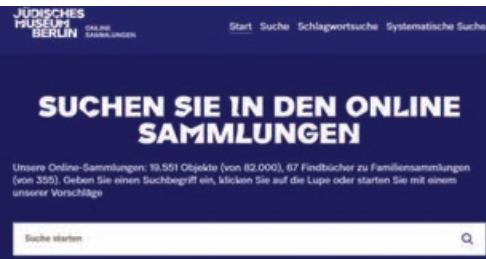 JÜDISCHES
MUSEUM
BERLIN ONLINE SAMMLUNGEN
Start Suche Schlagwortsuche Systematische Suche
SUCHEN SIE IN DEN ONLINE
SAMMLUNGEN
Unsere Online-Sammlungen: 19.551 Objekte (von 82.000), 67 Findbücher zu Familiensammlungen
(von 355). Geben Sie einen Suchbegriff ein, klicken Sie auf die Lupe oder starten Sie mit einem
unserer Vorschläge
Suche starten